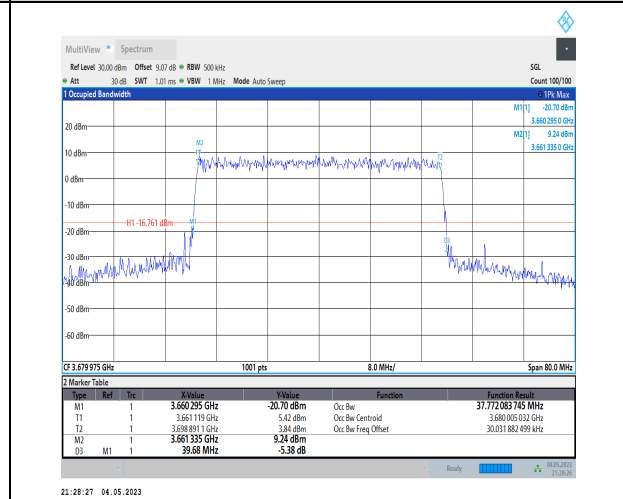 MultiView Spectrum
Ref Level 30.00 dBm Offset 9.07 dB RBW 500 kHz SGL
Att 30 dB SWT 1.01 ms VBW 1 MHz Mode Auto Sweep Count 100/100
1 Occupied Bandwidth 1Pk Max
M1[1] -20.70 dBm
3.660 295 0 GHz
M2[1] 9.24 dBm
3.661 335 0 GHz
20 dBm
M2
10 dBm
T1
T2
0 dBm
-10 dBm
H1 -16.761 dBm
M1
-20 dBm
D3
-30 dBm
-40 dBm
-50 dBm
-60 dBm
CF 3.679 975 GHz 1001 pts 8.0 MHz/ Span 80.0 MHz
2 Marker Table
Type Ref Trc X-Value Y-Value Function Function Result
M1 1 3.660 295 GHz -20.70 dBm Occ Bw 37.772 083 745 MHz
T1 1 3.661 119 GHz 5.42 dBm Occ Bw Centroid 3.680 005 032 GHz
T2 1 3.698 891 1 GHz 3.84 dBm Occ Bw Freq Offset 30.031 882 499 kHz
M2 1 3.661 335 GHz 9.24 dBm
D3 M1 1 39.68 MHz -5.38 dB
Ready 04.05.2023
21:28:26
21:28:27 04.05.2023